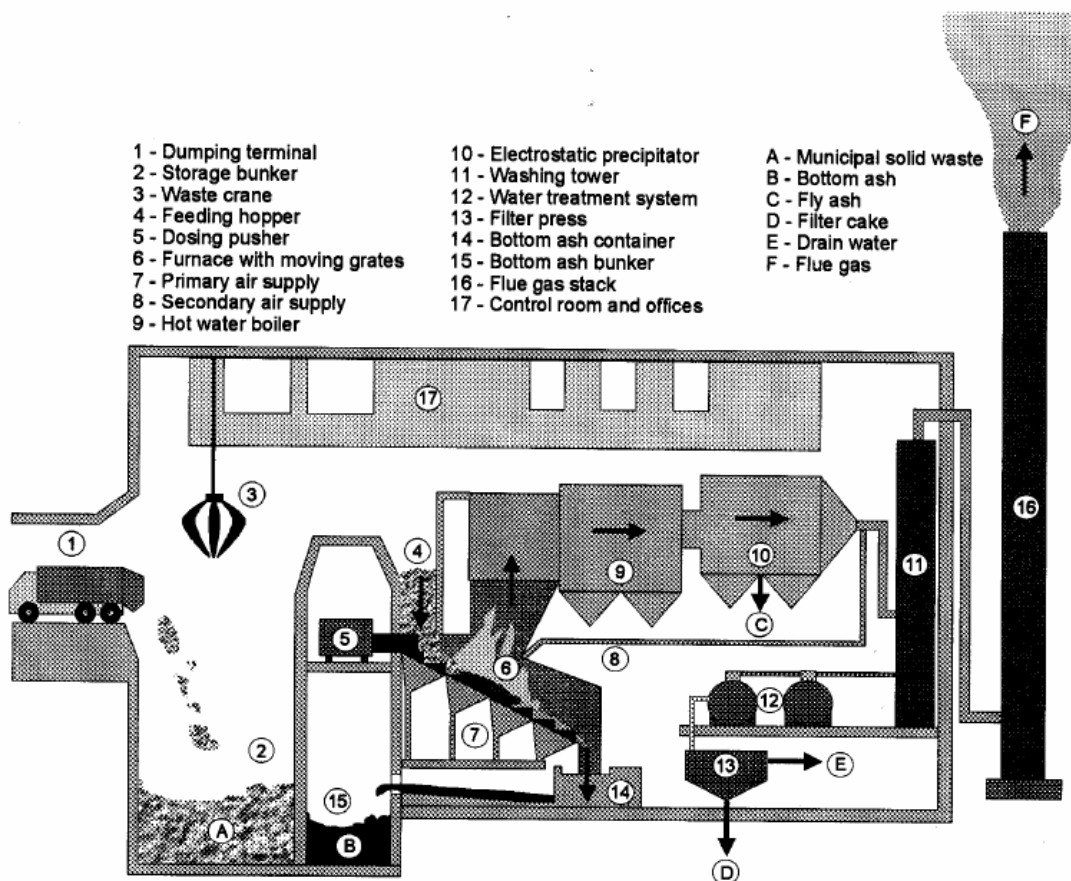 1 - Dumping terminal
2 - Storage bunker
3 - Waste crane
4 - Feeding hopper
5 - Dosing pusher
6 - Furnace with moving grates
7 - Primary air supply
8 - Secondary air supply
9 - Hot water boiler
10 - Electrostatic precipitator
11 - Washing tower
12 - Water treatment system
13 - Filter press
14 - Bottom ash container
15 - Bottom ash bunker
16 - Flue gas stack
17 - Control room and offices
A - Municipal solid waste
B - Bottom ash
C - Fly ash
D - Filter cake
E - Drain water
F - Flue gas
F
17
3
1
4
16
11
9
10
5
C
6
8
12
7
2
13
E
14
15
A
B
D